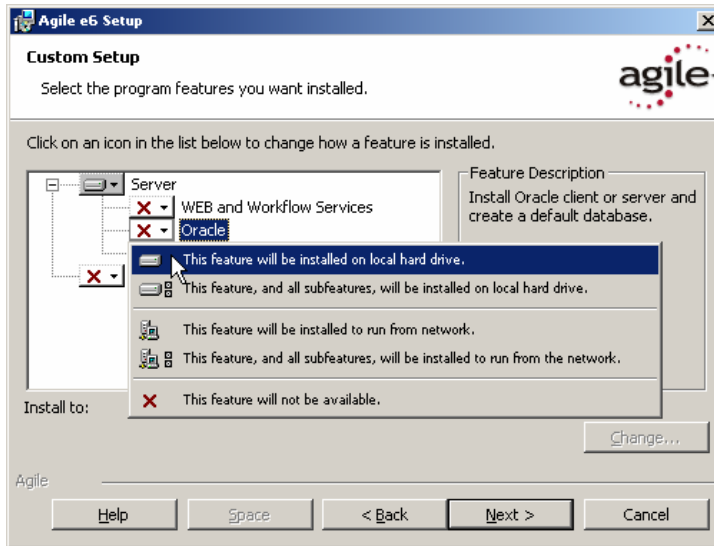 Agile e6 Setup
Custom Setup
Select the program features you want installed.
agile
Click on an icon in the list below to change how a feature is installed.
Server
WEB and Workflow Services
Oracle
Feature Description
Install Oracle client or server and
create a default database.
This feature will be installed on local hard drive.
This feature, and all subfeatures, will be installed on local hard drive.
This feature will be installed to run from network.
This feature, and all subfeatures, will be installed to run from the network.
This feature will not be available.
Install to:
Change...
Agile
Help
Space
< Back
Next >
Cancel